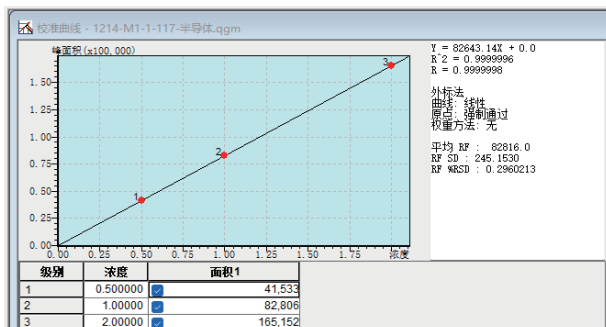 校准曲线 - 1214-M1-1-117-半导体.qgm
峰面积(x100,000)
1.50
1.25
1.00
0.75
0.50
0.25
0.00
0.00 0.25 0.50 0.75 1.00 1.25 1.50 1.75 浓度
1
2
3
Y = 82643.14X + 0.0
R^2 = 0.9999996
R = 0.9999998
外标法
曲线: 线性
原点: 强制通过
权重方法: 无
平均 RF : 82816.0
RF SD : 245.1530
RF %RSD : 0.2960213
级别 浓度 面积1
1 0.500000 41,533
2 1.00000 82,806
3 2.00000 165,152